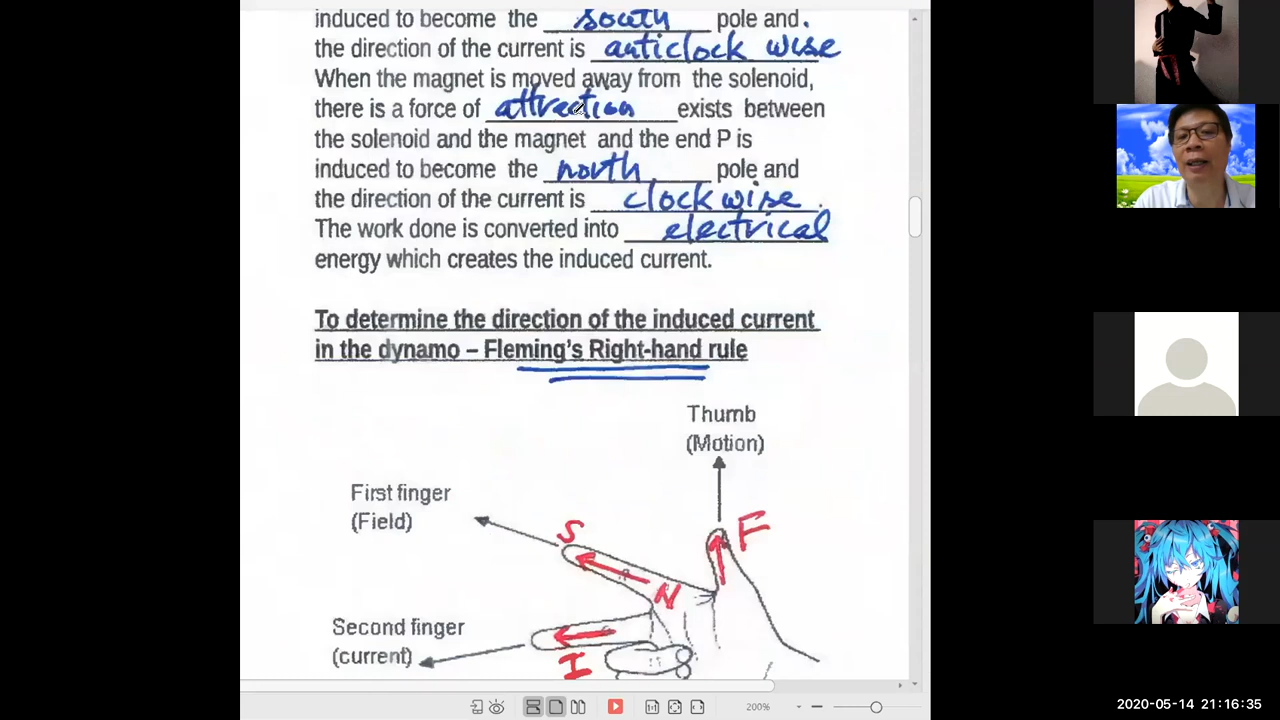 induced to become the south pole and.
the direction of the current is anticlock wise
When the magnet is moved away from the solenoid,
there is a force of attraction exists between
the solenoid and the magnet and the end P is
induced to become the north pole and
the direction of the current is clockwise.
The work done is converted into electrical
energy which creates the induced current.
To determine the direction of the induced current
in the dynamo – Fleming's Right-hand rule
Thumb
(Motion)
First finger
(Field)
S
F
N
Second finger
(current)
I
200%
2020-05-14 21:16:35